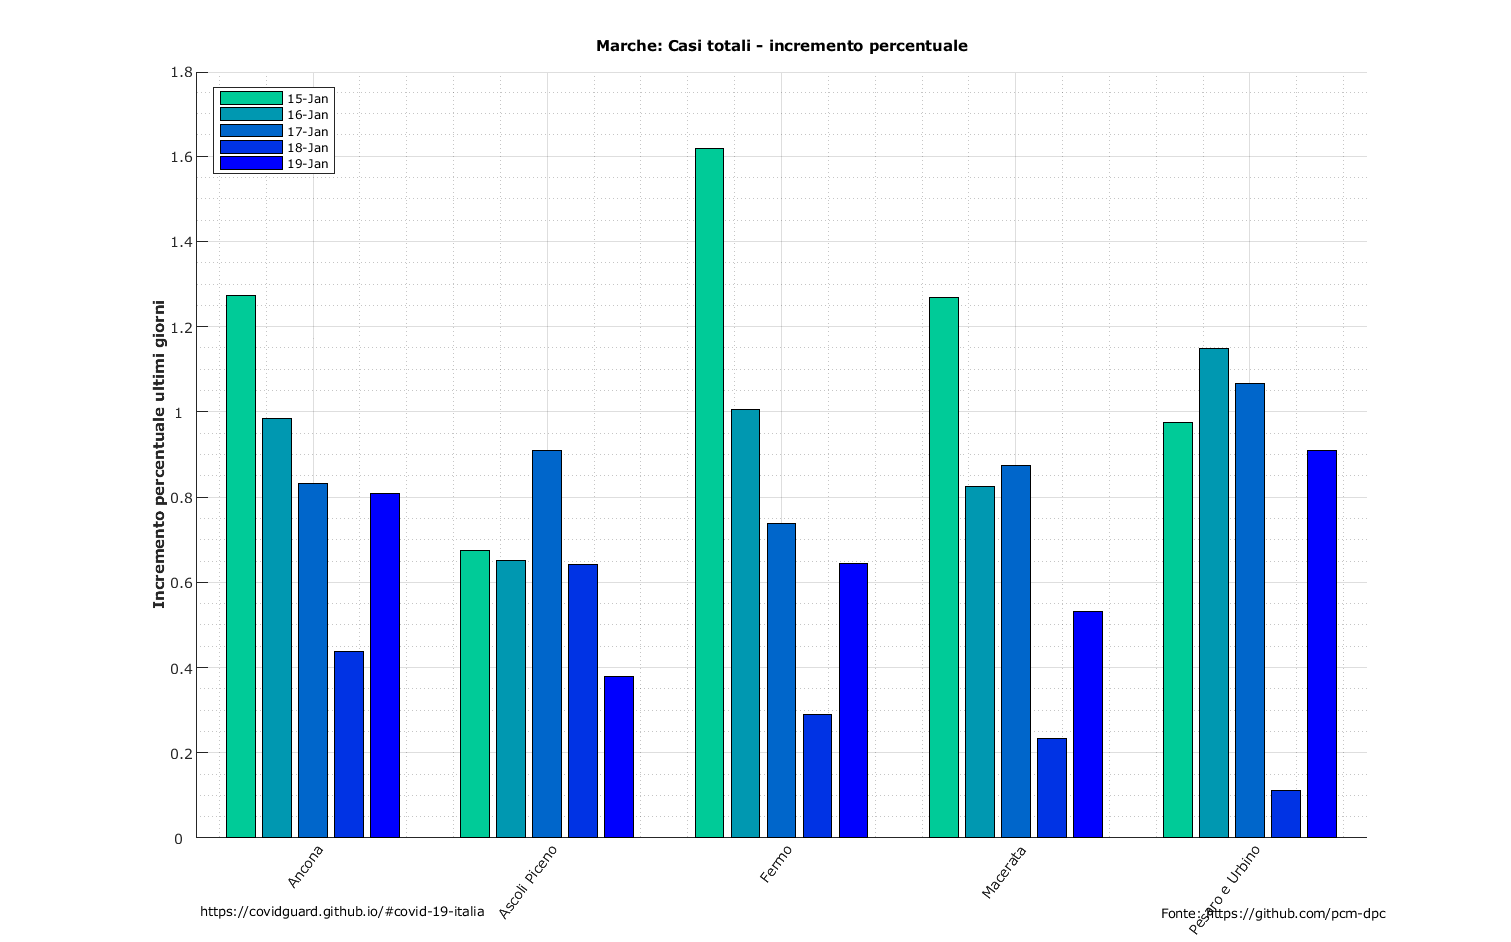 Marche: Casi totali - incremento percentuale
Incremento percentuale ultimi giorni
1.8
1.6
1.4
1.2
1
0.8
0.6
0.4
0.2
0
15-Jan
16-Jan
17-Jan
18-Jan
19-Jan
Ancona
Ascoli Piceno
Fermo
Macerata
Pesaro e Urbino
https://covidguard.github.io/#covid-19-italia
Fonte: https://github.com/pcm-dpc